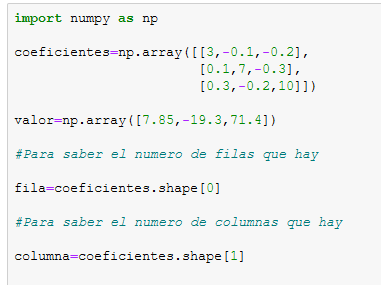 import numpy as np
coeficientes=np.array([[3,-0.1,-0.2],
[0.1,7,-0.3],
[0.3,-0.2,10]])
valor=np.array([7.85,-19.3,71.4])
#Para saber el numero de filas que hay
fila=coeficientes.shape[0]
#Para saber el numero de columnas que hay
columna=coeficientes.shape[1]